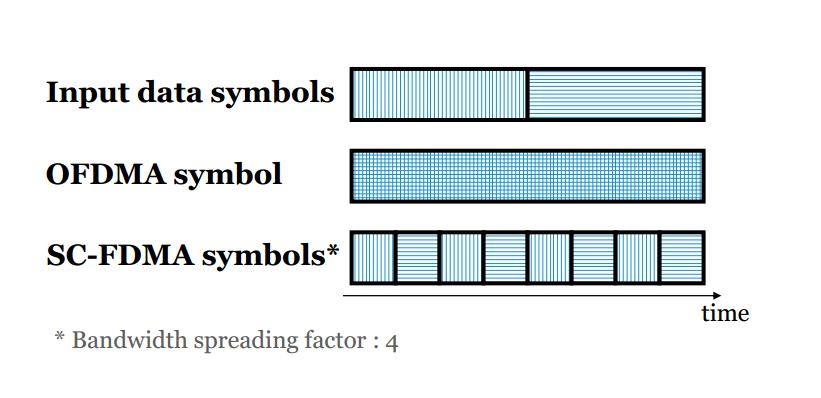 Input data symbols
OFDMA symbol
SC-FDMA symbols*
time
* Bandwidth spreading factor : 4